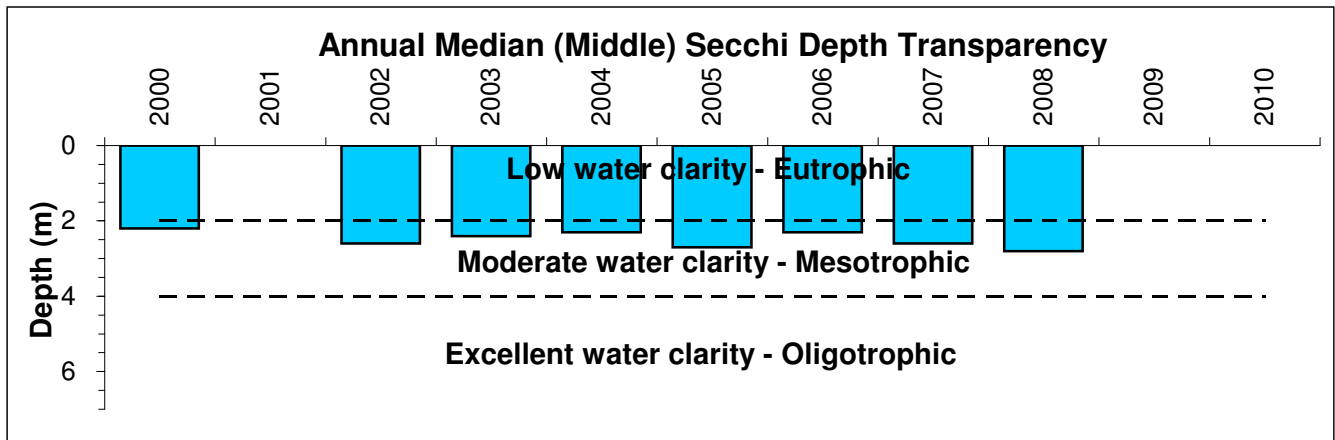 Annual Median (Middle) Secchi Depth Transparency
2000 2001 2002 2003 2004 2005 2006 2007 2008 2009 2010
0
Low water clarity - Eutrophic
2
Moderate water clarity - Mesotrophic
4
Excellent water clarity - Oligotrophic
6
Depth (m)